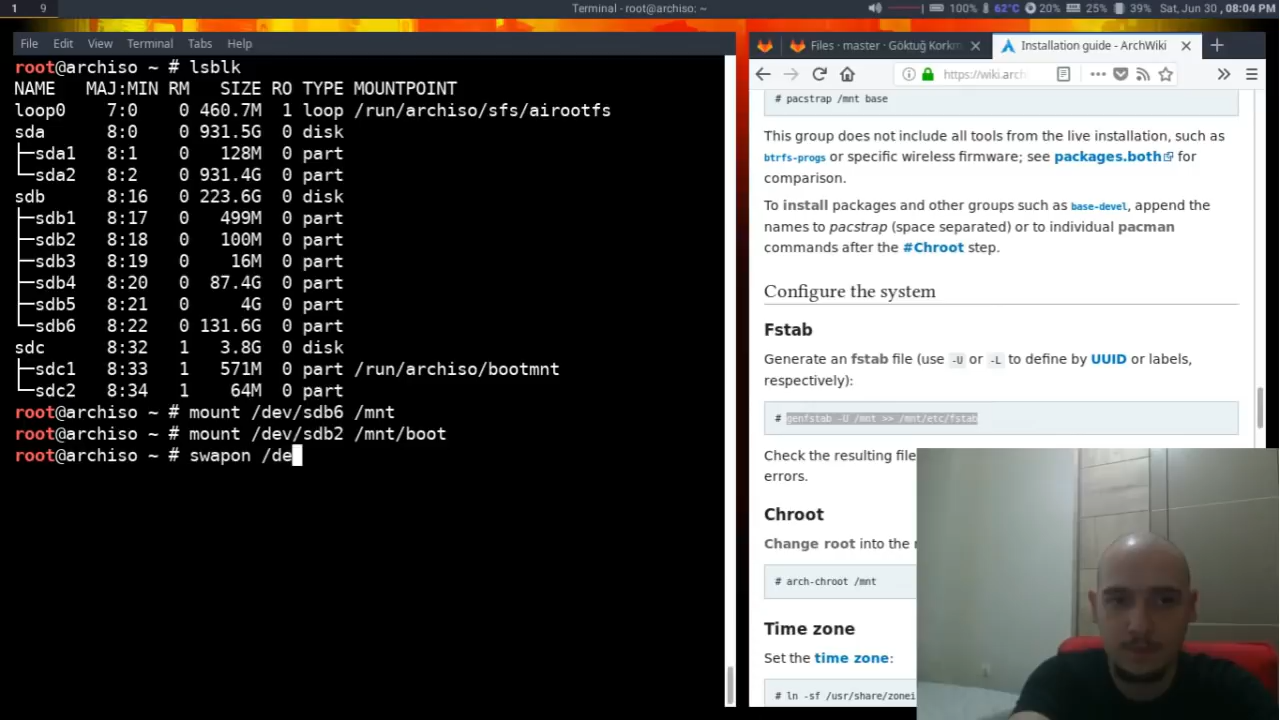 1 9 Terminal - root@archiso: ~ 100% 62°C 20% 25% 39% Sat, Jun 30 , 08:04 PM
File Edit View Terminal Tabs Help
root@archiso ~ # lsblk
NAME MAJ:MIN RM SIZE RO TYPE MOUNTPOINT
loop0 7:0 0 460.7M 1 loop /run/archiso/sfs/airootfs
sda 8:0 0 931.5G 0 disk
├─sda1 8:1 0 128M 0 part
└─sda2 8:2 0 931.4G 0 part
sdb 8:16 0 223.6G 0 disk
├─sdb1 8:17 0 499M 0 part
├─sdb2 8:18 0 100M 0 part
├─sdb3 8:19 0 16M 0 part
├─sdb4 8:20 0 87.4G 0 part
├─sdb5 8:21 0 4G 0 part
└─sdb6 8:22 0 131.6G 0 part
sdc 8:32 1 3.8G 0 disk
├─sdc1 8:33 1 571M 0 part /run/archiso/bootmnt
└─sdc2 8:34 1 64M 0 part
root@archiso ~ # mount /dev/sdb6 /mnt
root@archiso ~ # mount /dev/sdb2 /mnt/boot
root@archiso ~ # swapon /de
Files · master · Göktuğ Korkm Installation guide - ArchWiki
https://wiki.arch
# pacstrap /mnt base
This group does not include all tools from the live installation, such as
btrfs-progs or specific wireless firmware; see packages.both for
comparison.
To install packages and other groups such as base-devel, append the
names to pacstrap (space separated) or to individual pacman
commands after the #Chroot step.
Configure the system
Fstab
Generate an fstab file (use -U or -L to define by UUID or labels,
respectively):
# genfstab -U /mnt >> /mnt/etc/fstab
Check the resulting file
errors.
Chroot
Change root into the
# arch-chroot /mnt
Time zone
Set the time zone:
# ln -sf /usr/share/zonei